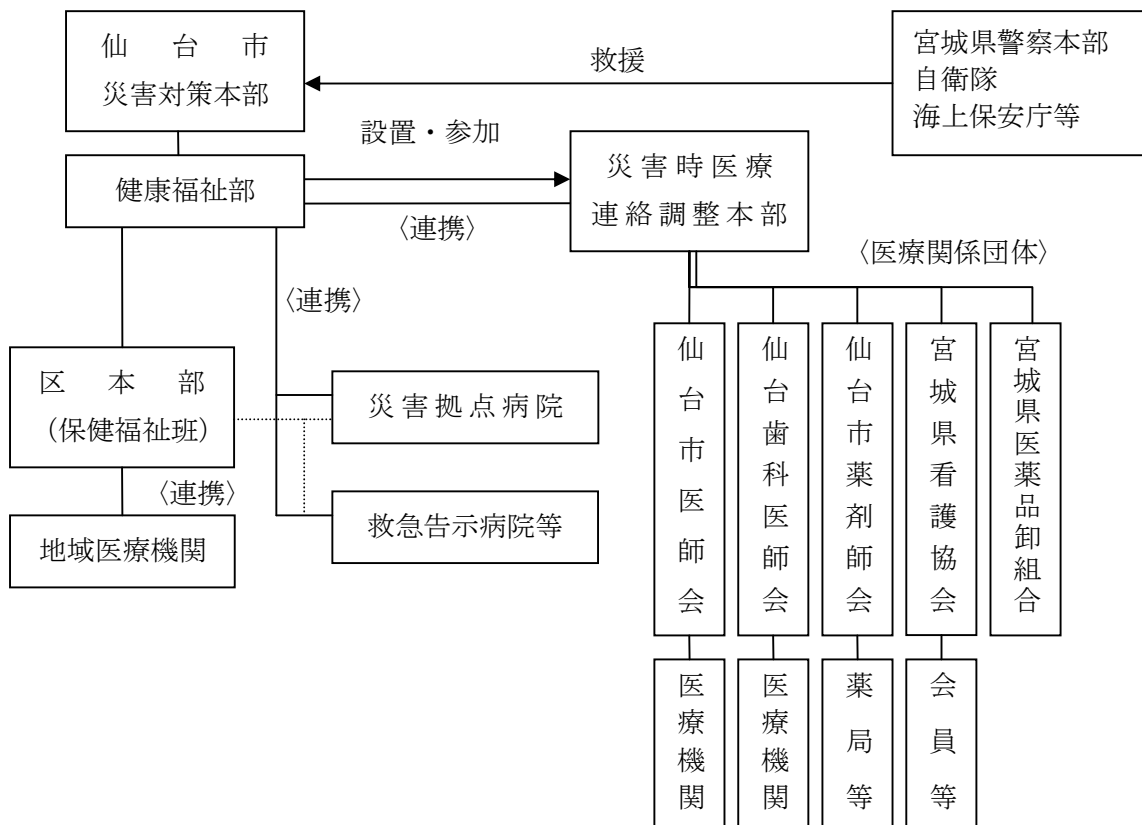 仙台市
災害対策本部
救援
宮城県警察本部
自衛隊
海上保安庁等
設置・参加
健康福祉部
〈連携〉
災害時医療
連絡調整本部
〈医療関係団体〉
〈連携〉
区本部
（保健福祉班）
〈連携〉
地域医療機関
災害拠点病院
救急告示病院等
仙台市医師会
仙台歯科医師会
仙台市薬剤師会
宮城県看護協会
宮城県医薬品卸組合
医療機関
医療機関
薬局等
会員等